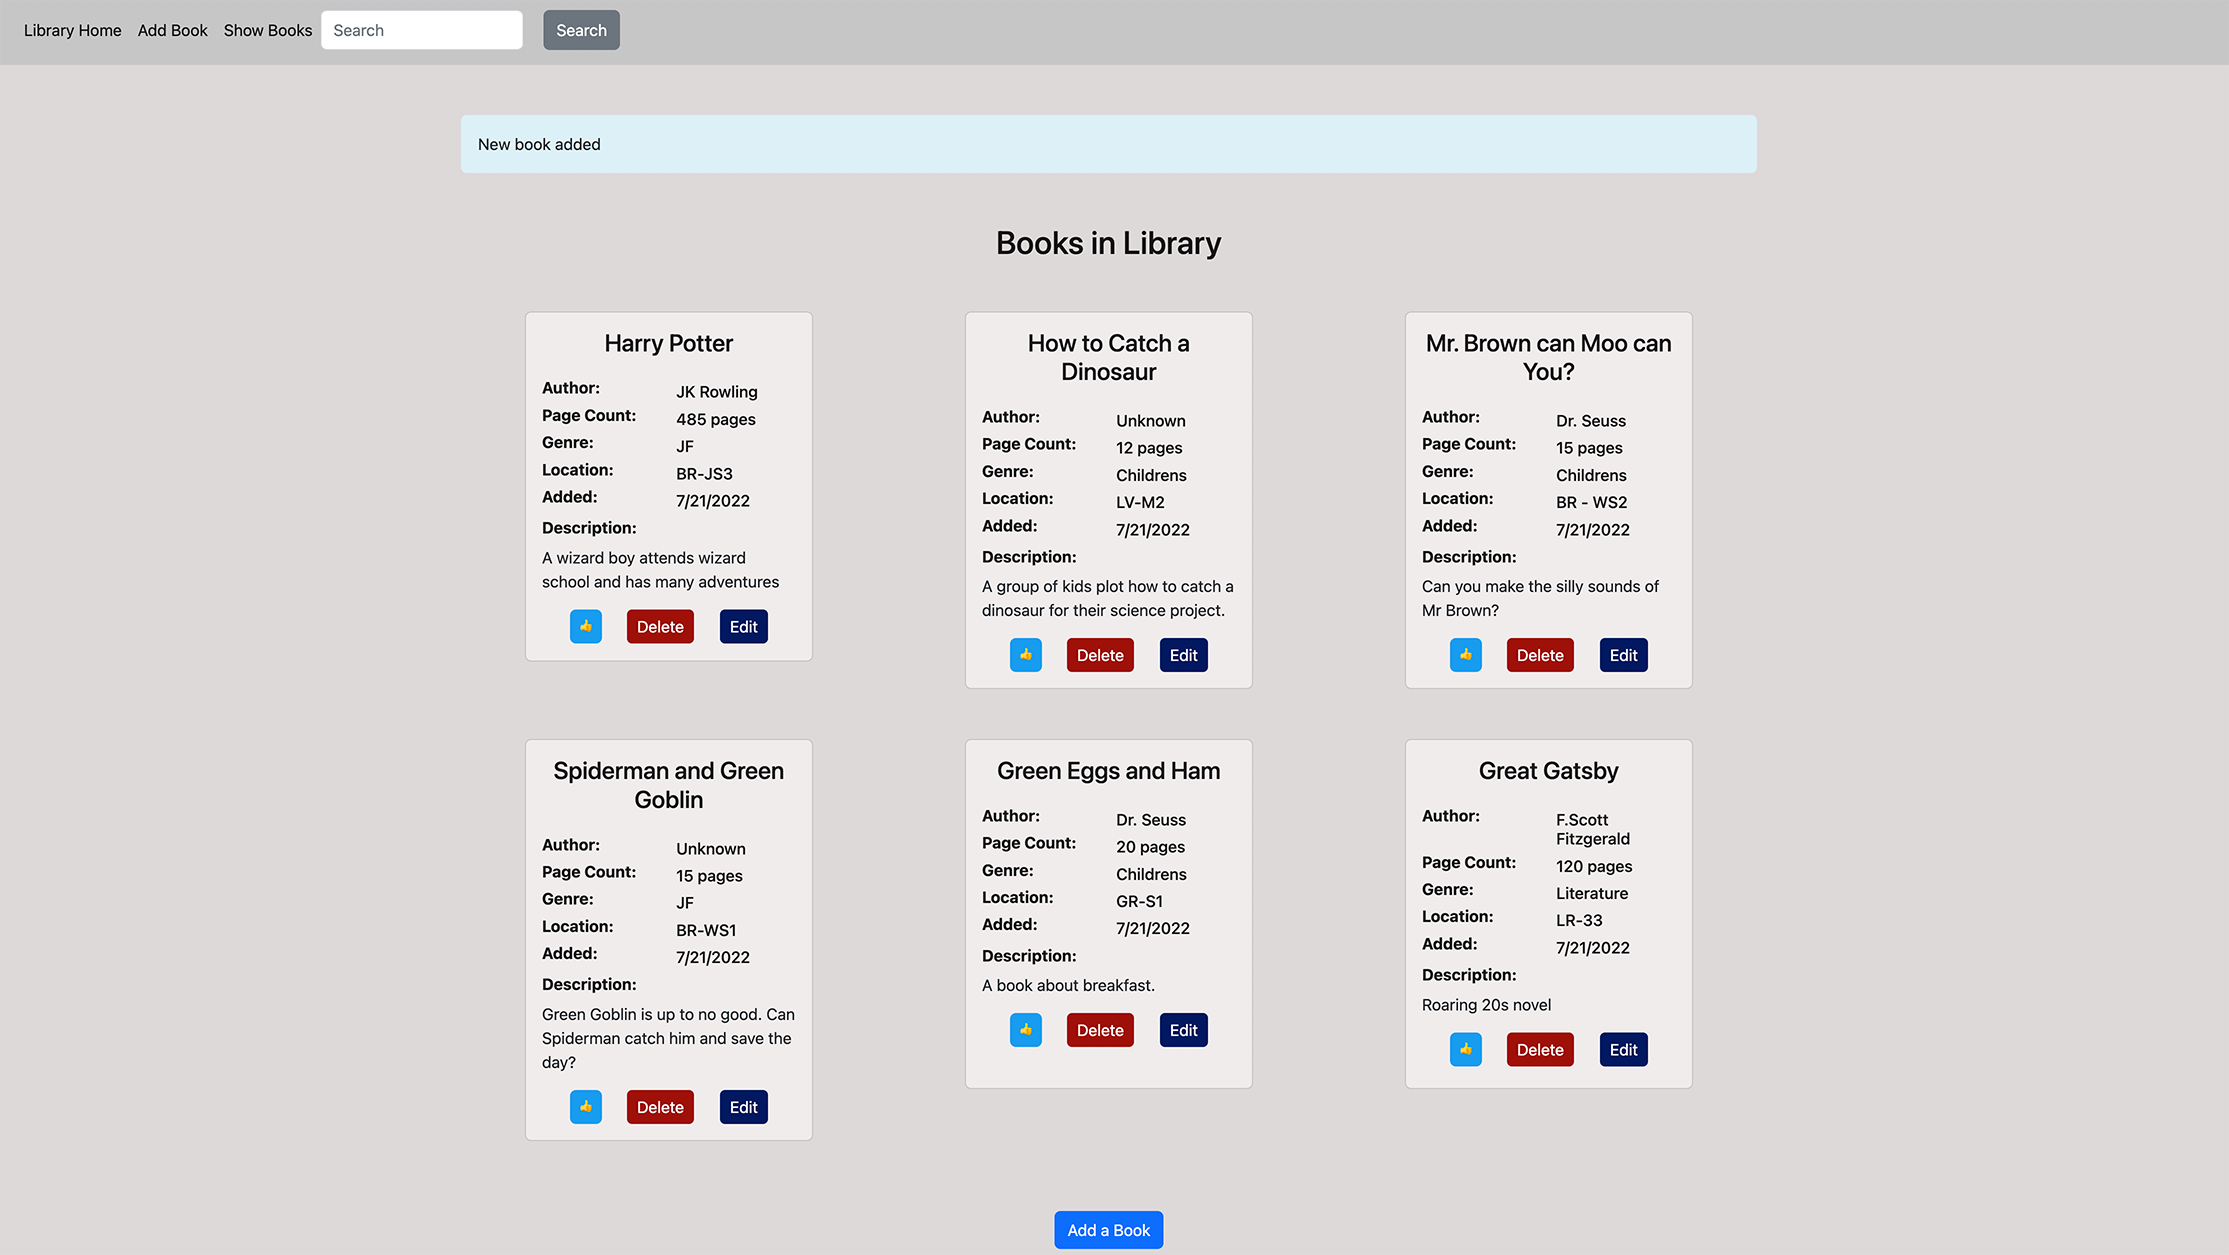 Library Home Add Book Show Books Search Search
New book added
Books in Library
Harry Potter
Author: JK Rowling
Page Count: 485 pages
Genre: JF
Location: BR-JS3
Added: 7/21/2022
Description:
A wizard boy attends wizard
school and has many adventures
Delete Edit
How to Catch a
Dinosaur
Author: Unknown
Page Count: 12 pages
Genre: Childrens
Location: LV-M2
Added: 7/21/2022
Description:
A group of kids plot how to catch a
dinosaur for their science project.
Delete Edit
Mr. Brown can Moo can
You?
Author: Dr. Seuss
Page Count: 15 pages
Genre: Childrens
Location: BR - WS2
Added: 7/21/2022
Description:
Can you make the silly sounds of
Mr Brown?
Delete Edit
Spiderman and Green
Goblin
Author: Unknown
Page Count: 15 pages
Genre: JF
Location: BR-WS1
Added: 7/21/2022
Description:
Green Goblin is up to no good. Can
Spiderman catch him and save the
day?
Delete Edit
Green Eggs and Ham
Author: Dr. Seuss
Page Count: 20 pages
Genre: Childrens
Location: GR-S1
Added: 7/21/2022
Description:
A book about breakfast.
Delete Edit
Great Gatsby
Author: F.Scott
Fitzgerald
Page Count: 120 pages
Genre: Literature
Location: LR-33
Added: 7/21/2022
Description:
Roaring 20s novel
Delete Edit
Add a Book